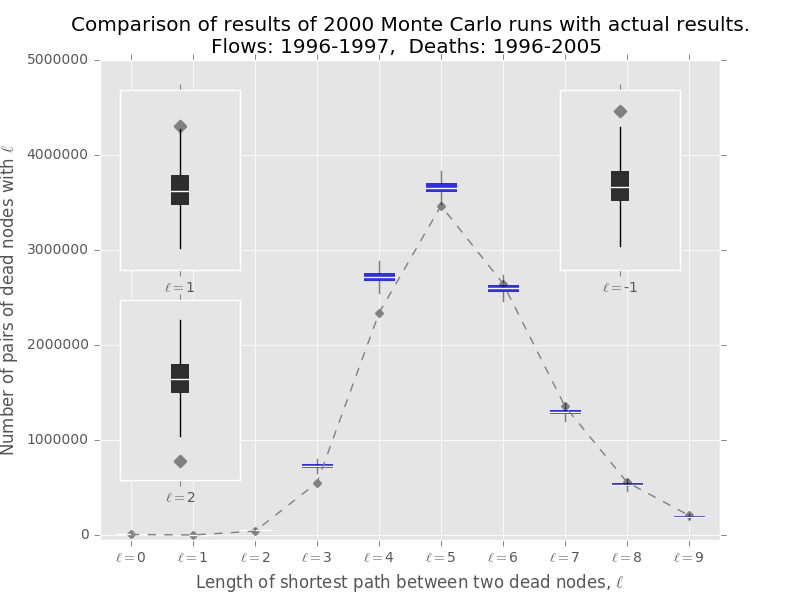 Comparison of results of 2000 Monte Carlo runs with actual results.
Flows: 1996-1997,  Deaths: 1996-2005
Number of pairs of dead nodes with ℓ
5000000
4000000
3000000
2000000
1000000
0
ℓ=1
ℓ=-1
ℓ=2
ℓ=0 ℓ=1 ℓ=2 ℓ=3 ℓ=4 ℓ=5 ℓ=6 ℓ=7 ℓ=8 ℓ=9
Length of shortest path between two dead nodes, ℓ